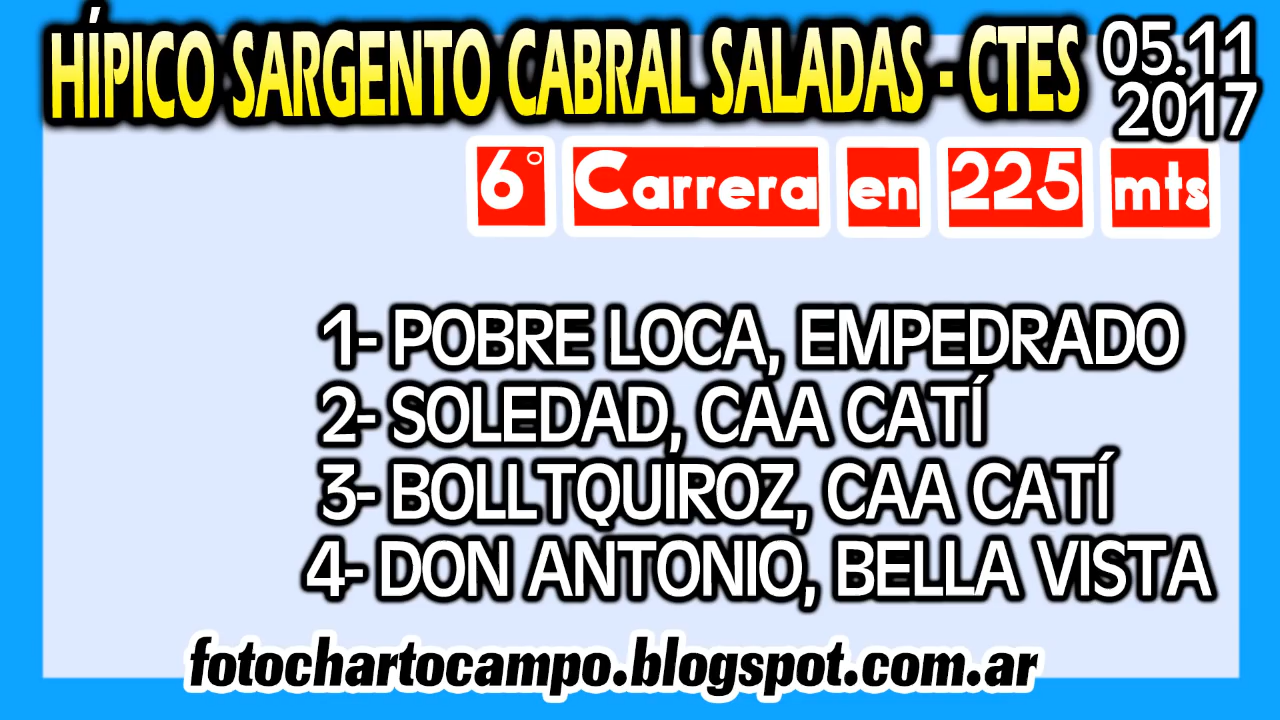 HÍPICO SARGENTO CABRAL SALADAS - CTES 05.11
2017
6° Carrera en 225 mts
1- POBRE LOCA, EMPEDRADO
2- SOLEDAD, CAA CATÍ
3- BOLLTQUIROZ, CAA CATÍ
4- DON ANTONIO, BELLA VISTA
fotochartocampo.blogspot.com.ar